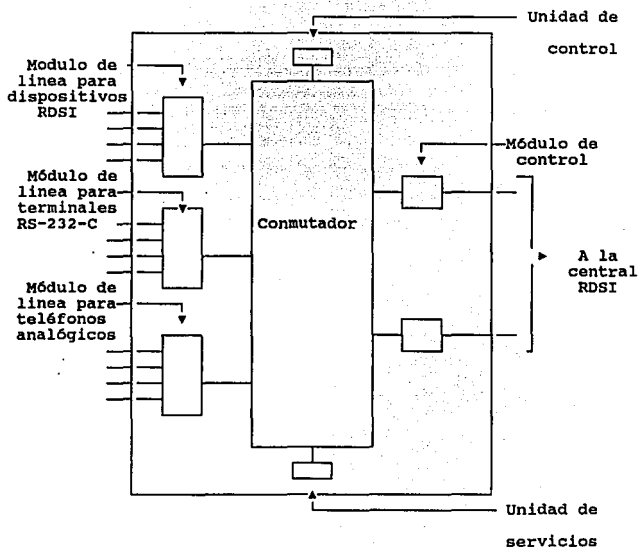 Unidad de
control
Modulo de
linea para
dispositivos
RDSI
Módulo de
control
Módulo de
linea para
terminales
RS-232-C
Conmutador
A la
central
RDSI
Módulo de
linea para
teléfonos
analógicos
Unidad de
servicios